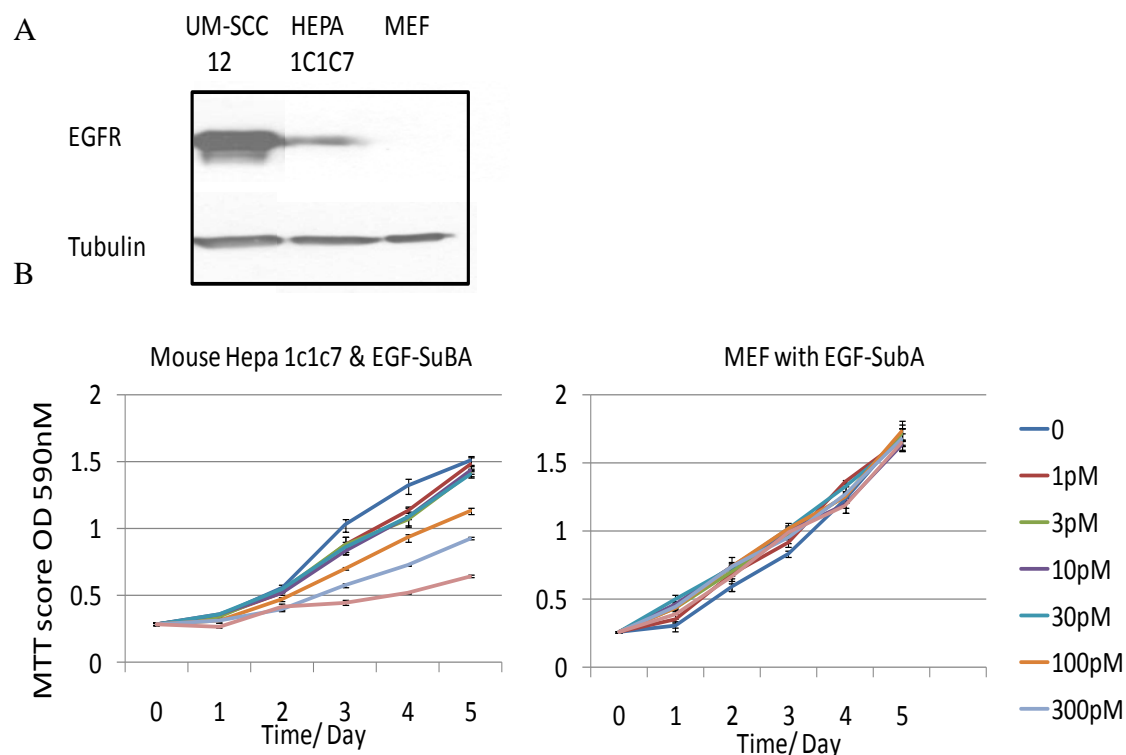 A
UM-SCC 12
HEPA 1C1C7
MEF
EGFR
Tubulin
B
Mouse Hepa 1c1c7 & EGF-SuBA
MTT score OD 590nM
2
1.5
1
0.5
0
0 1 2 3 4 5
Time/ Day
MEF with EGF-SubA
2
1.5
1
0.5
0
0 1 2 3 4 5
Time/ Day
0
1pM
3pM
10pM
30pM
100pM
300pM